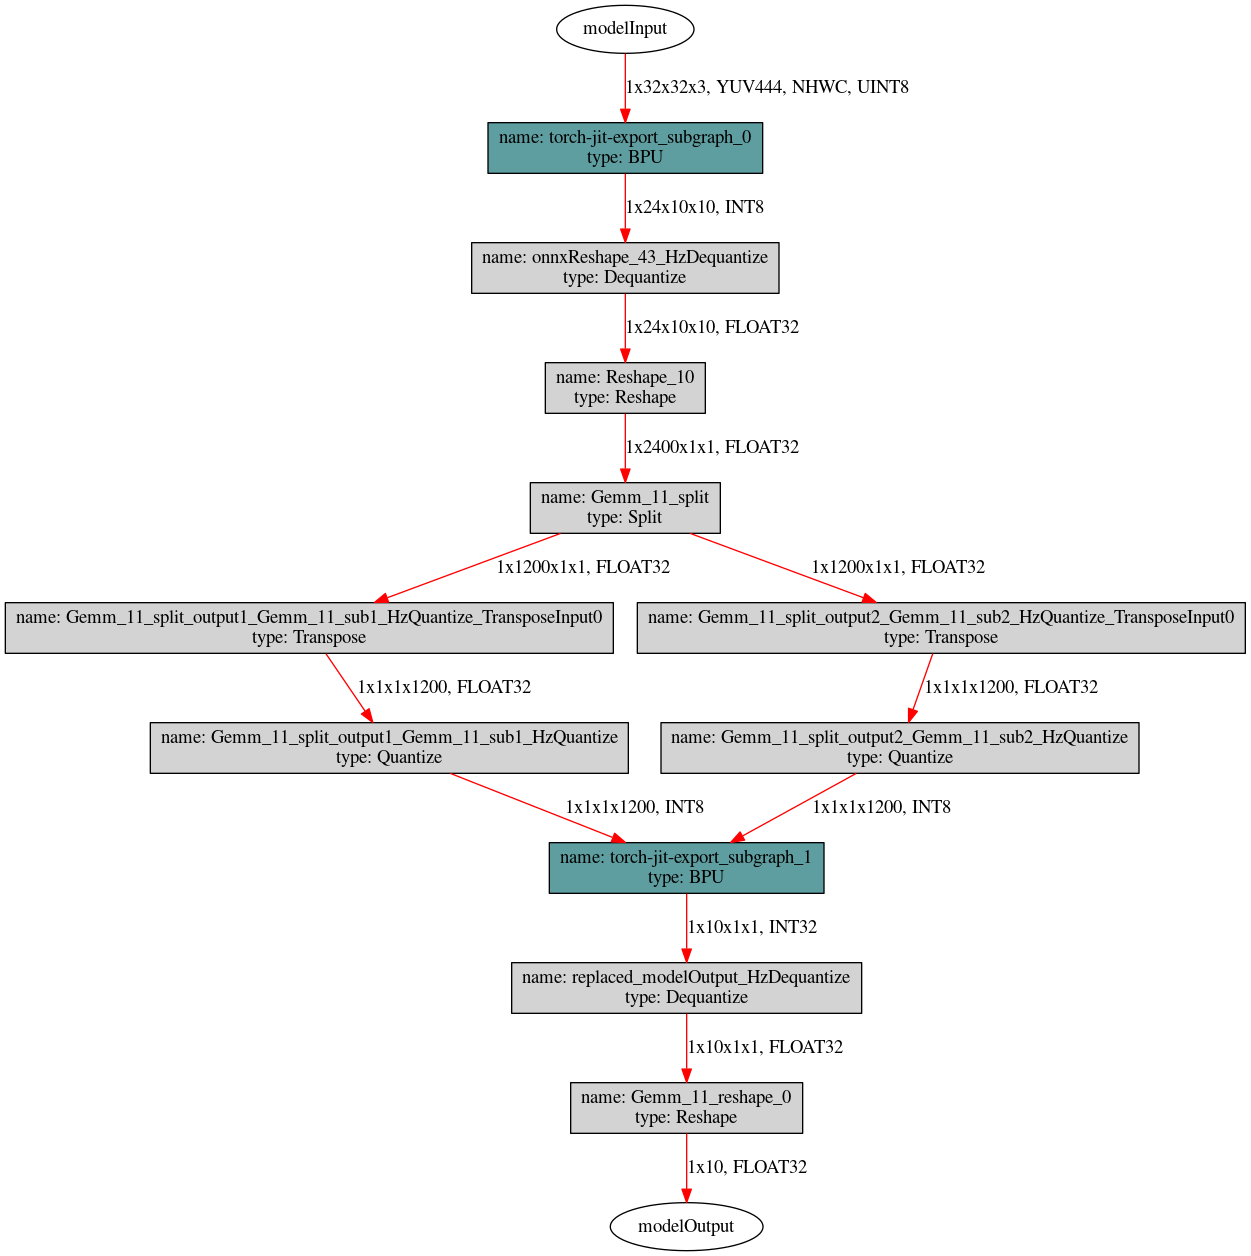 modelInput
1x32x32x3, YUV444, NHWC, UINT8
name: torch-jit-export_subgraph_0
type: BPU
1x24x10x10, INT8
name: onnxReshape_43_HzDequantize
type: Dequantize
1x24x10x10, FLOAT32
name: Reshape_10
type: Reshape
1x2400x1x1, FLOAT32
name: Gemm_11_split
type: Split
1x1200x1x1, FLOAT32
1x1200x1x1, FLOAT32
name: Gemm_11_split_output1_Gemm_11_sub1_HzQuantize_TransposeInput0
type: Transpose
name: Gemm_11_split_output2_Gemm_11_sub2_HzQuantize_TransposeInput0
type: Transpose
1x1x1x1200, FLOAT32
1x1x1x1200, FLOAT32
name: Gemm_11_split_output1_Gemm_11_sub1_HzQuantize
type: Quantize
name: Gemm_11_split_output2_Gemm_11_sub2_HzQuantize
type: Quantize
1x1x1x1200, INT8
1x1x1x1200, INT8
name: torch-jit-export_subgraph_1
type: BPU
1x10x1x1, INT32
name: replaced_modelOutput_HzDequantize
type: Dequantize
1x10x1x1, FLOAT32
name: Gemm_11_reshape_0
type: Reshape
1x10, FLOAT32
modelOutput